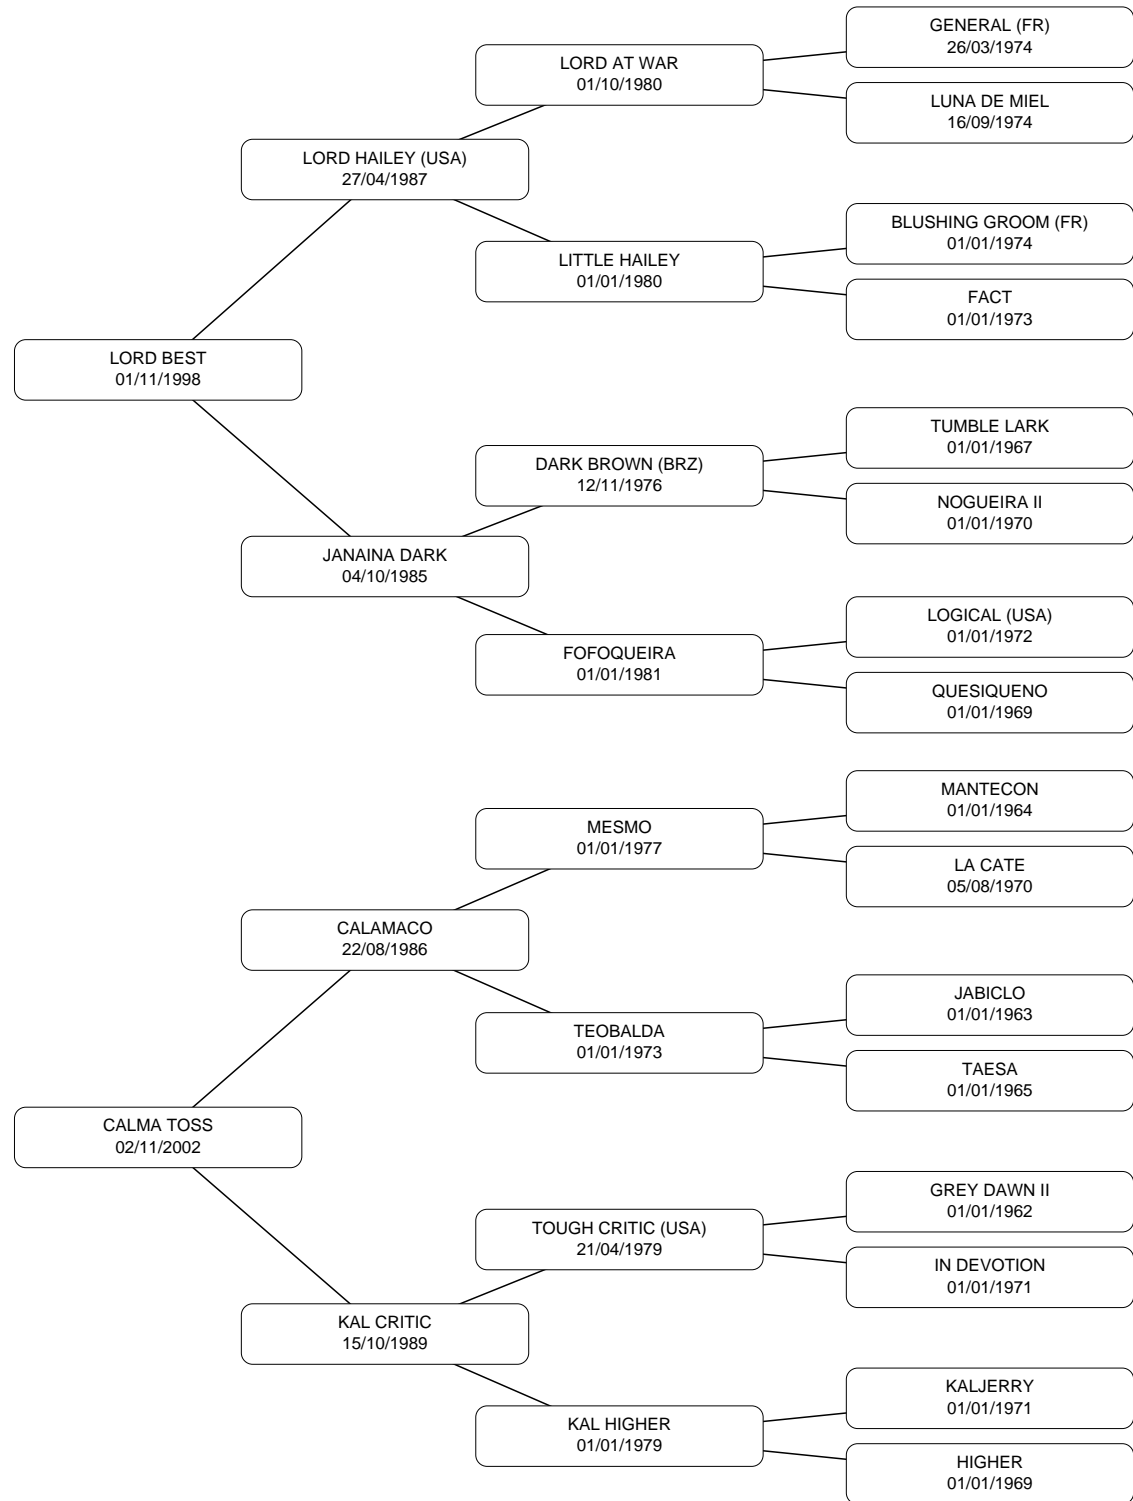 GENERAL (FR)
26/03/1974
LORD AT WAR
01/10/1980
LUNA DE MIEL
16/09/1974
LORD HAILEY (USA)
27/04/1987
BLUSHING GROOM (FR)
01/01/1974
LITTLE HAILEY
01/01/1980
FACT
01/01/1973
LORD BEST
01/11/1998
TUMBLE LARK
01/01/1967
DARK BROWN (BRZ)
12/11/1976
NOGUEIRA II
01/01/1970
JANAINA DARK
04/10/1985
LOGICAL (USA)
01/01/1972
FOFOQUEIRA
01/01/1981
QUESIQUENO
01/01/1969
MANTECON
01/01/1964
MESMO
01/01/1977
LA CATE
05/08/1970
CALAMACO
22/08/1986
JABICLO
01/01/1963
TEOBALDA
01/01/1973
TAESA
01/01/1965
CALMA TOSS
02/11/2002
GREY DAWN II
01/01/1962
TOUGH CRITIC (USA)
21/04/1979
IN DEVOTION
01/01/1971
KAL CRITIC
15/10/1989
KALJERRY
01/01/1971
KAL HIGHER
01/01/1979
HIGHER
01/01/1969